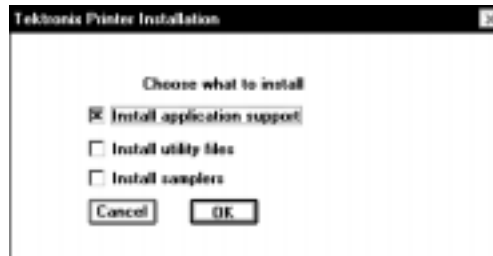 Tektronix Printer Installation
Choose what to install
Install application support
Install utility files
Install samplers
Cancel OK